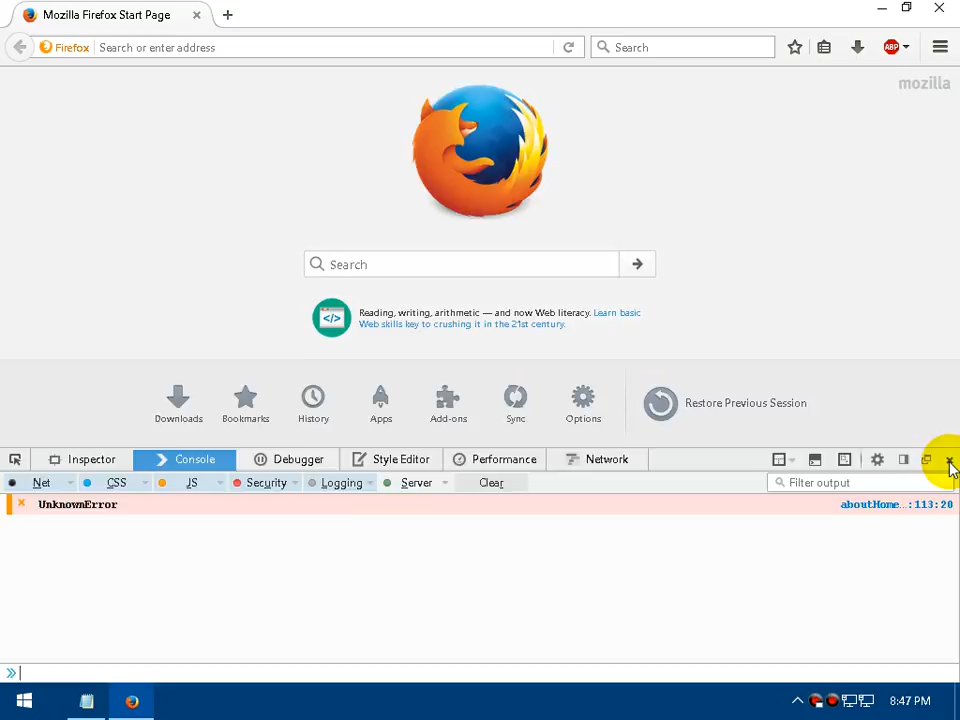 Mozilla Firefox Start Page
Firefox
Search or enter address
Search
ABP
mozilla
Search
Reading, writing, arithmetic — and now Web literacy. Learn basic
Web skills key to crushing it in the 21st century.
Downloads
Bookmarks
History
Apps
Add-ons
Sync
Options
Restore Previous Session
Inspector
Console
Debugger
Style Editor
Performance
Network
Net
CSS
JS
Security
Logging
Server
Clear
Filter output
UnknownError
aboutHome…:113:20
8:47 PM